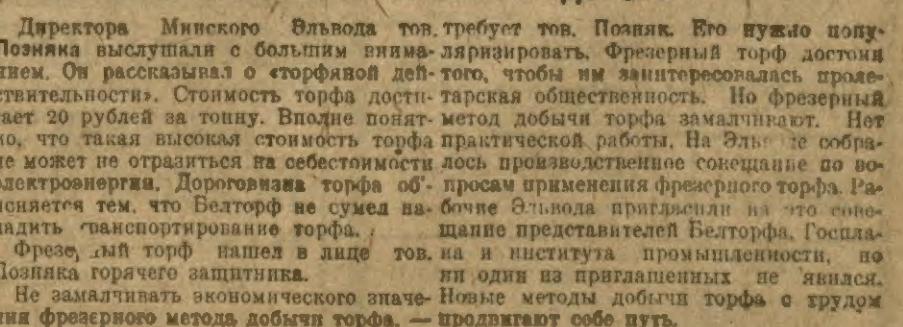 Директора Минского Эльвода тов.
Позняка выслушали с большим внима-
нием. Он рассказывал о «торфяной дей-
ствительности». Стоимость торфа дости-
гает 20 рублей за тонну. Вполне понят-
но, что такая высокая стоимость торфа
не может не отразиться на себестоимости
электроэнергии. Дороговизна торфа об'-
ясняется тем, что Белторф не сумел на-
ладить транспортирование торфа.
Фрезерный торф нашел в лице тов.
Позняка горячего защитника.
Не замалчивать экономического значе-
ния фрезерного метода добычи торфа, —
требует тов. Позняк. Его нужно попу-
ляризировать. Фрезерный торф достоин
того, чтобы им заинтересовалась проле-
тарская общественность. Но фрезерный
метод добычи торфа замалчивают. Нет
практической работы. На собра-
лось производственное совещание по во-
просам применения фрезерного торфа. Ра-
бочие Эльвода пригласили на это сове-
щание представителей Белторфа, Госпла-
на и института промышленности, но
ни один из приглашенных не явился.
Новые методы добычи торфа с трудом
продвигают себе путь.